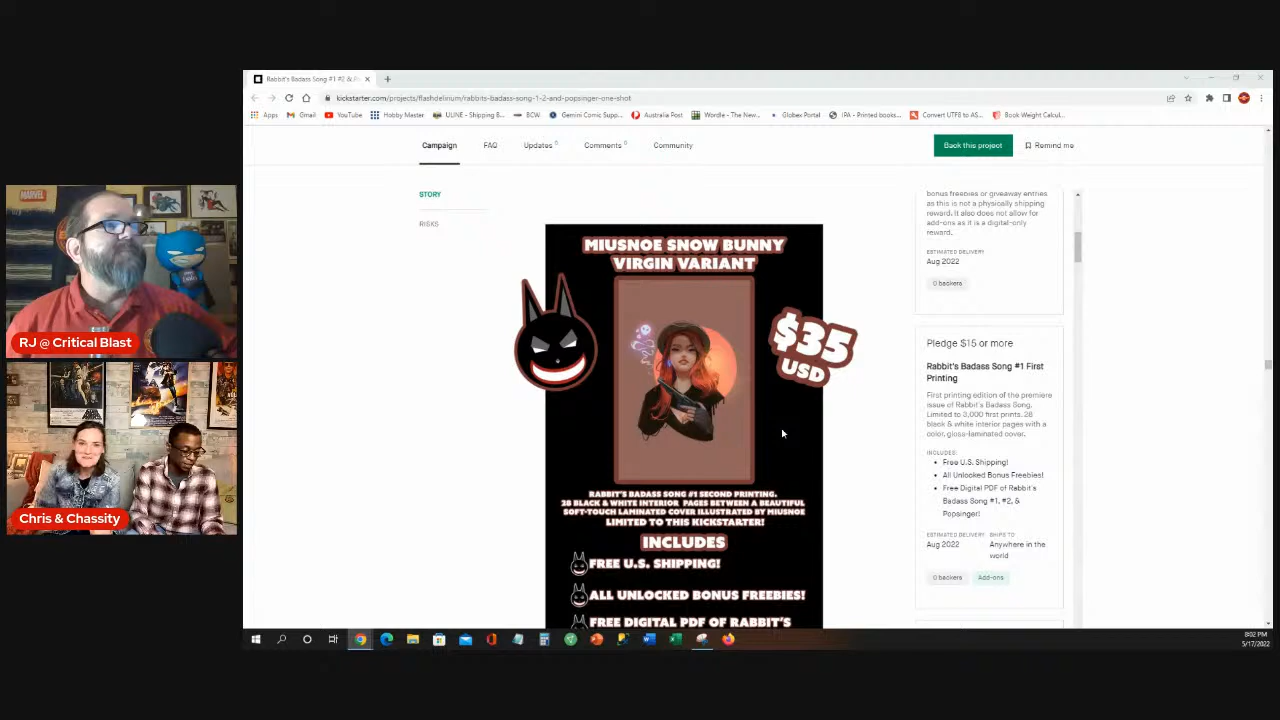 Rabbit's Badass Song #1 #2 & P
kickstarter.com/projects/flashdelirium/rabbits-badass-song-1-2-and-popsinger-one-shot
Apps
Gmail
YouTube
Hobby Master
ULINE - Shipping B...
BCW
Gemini Comic Supp...
Australia Post
Wordle - The New...
Globex Portal
IPA - Printed books...
Convert UTF8 to AS...
Book Weight Calcul...
Campaign
FAQ
Updates
Comments
Community
Back this project
Remind me
STORY
RISKS
MIUSNOE SNOW BUNNY
VIRGIN VARIANT
$35
USD
RABBIT'S BADASS SONG #1 SECOND PRINTING.
28 BLACK & WHITE INTERIOR PAGES BETWEEN A BEAUTIFUL
SOFT-TOUCH LAMINATED COVER ILLUSTRATED BY MIUSNOE
LIMITED TO THIS KICKSTARTER!
INCLUDES
FREE U.S. SHIPPING!
ALL UNLOCKED BONUS FREEBIES!
FREE DIGITAL PDF OF RABBIT'S
bonus freebies or giveaway entries
as this is not a physically shipping
reward. It also does not allow for
add-ons as it is a digital-only
reward.
ESTIMATED DELIVERY
Aug 2022
0 backers
Pledge $15 or more
Rabbit's Badass Song #1 First
Printing
First printing edition of the premiere
issue of Rabbit's Badass Song.
Limited to 3,000 first prints. 28
black & white interior pages with a
color, gloss-laminated cover.
INCLUDES:
Free U.S. Shipping!
All Unlocked Bonus Freebies!
Free Digital PDF of Rabbit's
Badass Song #1, #2, &
Popsinger!
ESTIMATED DELIVERY
Aug 2022
SHIPS TO
Anywhere in the
world
0 backers
Add-ons
MARVEL
RJ @ Critical Blast
Chris & Chassity
8:02 PM
5/17/2022